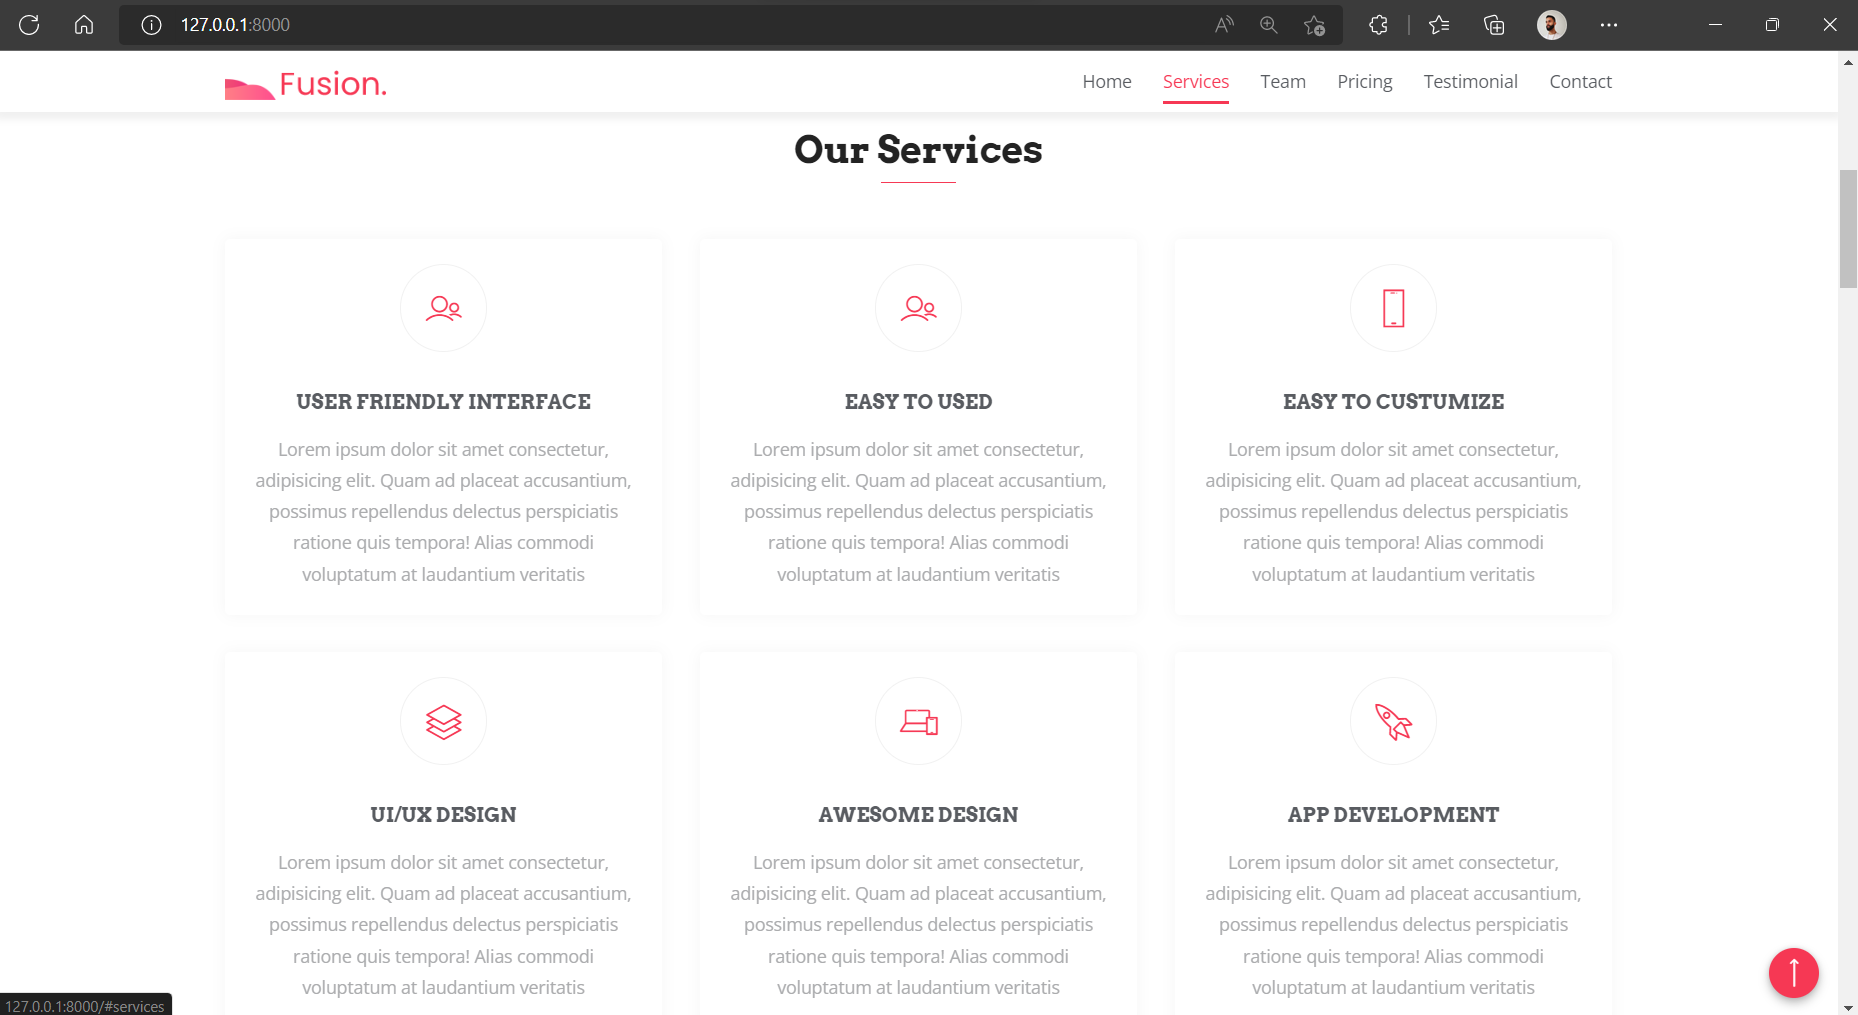 127.0.0.1:8000
Fusion.
Home Services Team Pricing Testimonial Contact
Our Services
USER FRIENDLY INTERFACE
Lorem ipsum dolor sit amet consectetur,
adipisicing elit. Quam ad placeat accusantium,
possimus repellendus delectus perspiciatis
ratione quis tempora! Alias commodi
voluptatum at laudantium veritatis
EASY TO USED
Lorem ipsum dolor sit amet consectetur,
adipisicing elit. Quam ad placeat accusantium,
possimus repellendus delectus perspiciatis
ratione quis tempora! Alias commodi
voluptatum at laudantium veritatis
EASY TO CUSTUMIZE
Lorem ipsum dolor sit amet consectetur,
adipisicing elit. Quam ad placeat accusantium,
possimus repellendus delectus perspiciatis
ratione quis tempora! Alias commodi
voluptatum at laudantium veritatis
UI/UX DESIGN
Lorem ipsum dolor sit amet consectetur,
adipisicing elit. Quam ad placeat accusantium,
possimus repellendus delectus perspiciatis
ratione quis tempora! Alias commodi
voluptatum at laudantium veritatis
AWESOME DESIGN
Lorem ipsum dolor sit amet consectetur,
adipisicing elit. Quam ad placeat accusantium,
possimus repellendus delectus perspiciatis
ratione quis tempora! Alias commodi
voluptatum at laudantium veritatis
APP DEVELOPMENT
Lorem ipsum dolor sit amet consectetur,
adipisicing elit. Quam ad placeat accusantium,
possimus repellendus delectus perspiciatis
ratione quis tempora! Alias commodi
voluptatum at laudantium veritatis
127.0.0.1:8000/#services